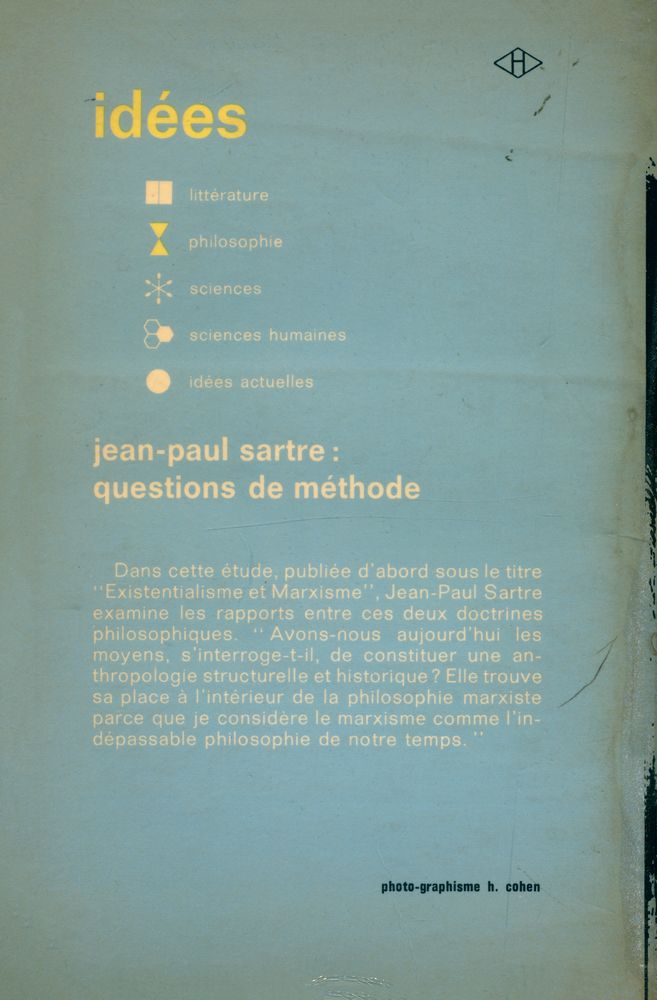 H
idées
littérature
philosophie
sciences
sciences humaines
idées actuelles
jean-paul sartre :
questions de méthode
Dans cette étude, publiée d'abord sous le titre
"Existentialisme et Marxisme", Jean-Paul Sartre
examine les rapports entre ces deux doctrines
philosophiques. "Avons-nous aujourd'hui les
moyens, s'interroge-t-il, de constituer une an-
thropologie structurelle et historique ? Elle trouve
sa place à l'intérieur de la philosophie marxiste
parce que je considère le marxisme comme l'in-
dépassable philosophie de notre temps."
photo-graphisme h. cohen